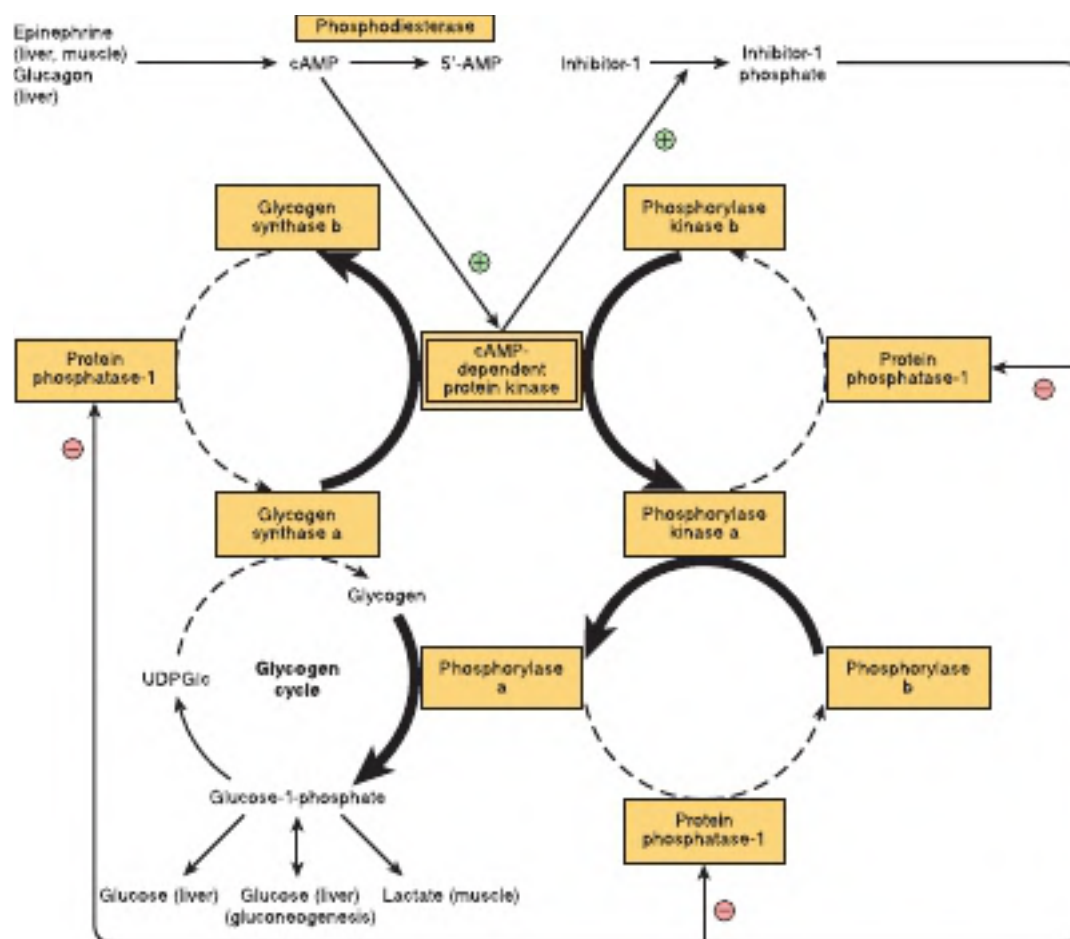 Phosphodiesterase
Epinephrine
(liver, muscle)
Glucagon
(liver)
cAMP
5'-AMP
Inhibitor-1
Inhibitor-1
phosphate
+
Glycogen
synthase b
Phosphorylase
kinase b
+
Protein
phosphatase-1
cAMP-
dependent
protein kinase
Protein
phosphatase-1
−
−
Glycogen
synthase a
Phosphorylase
kinase a
Glycogen
UDPGlc
Glycogen
cycle
Phosphorylase
a
Phosphorylase
b
Glucose-1-phosphate
Protein
phosphatase-1
Glucose (liver)
Glucose (liver)
(gluconeogenesis)
Lactate (muscle)
−